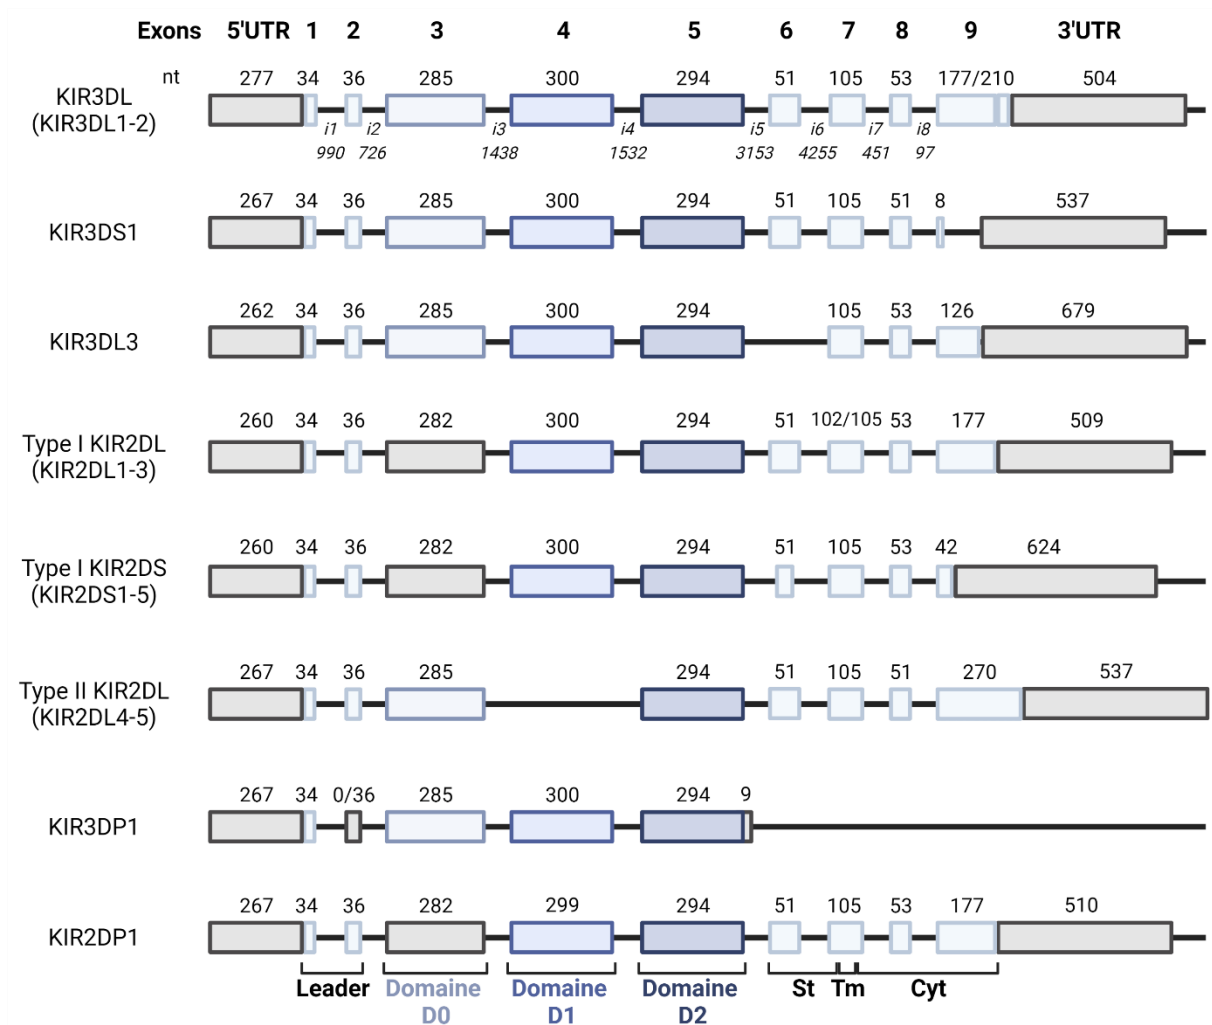 Exons 5'UTR 1 2 3 4 5 6 7 8 9 3'UTR
nt 277 34 36 285 300 294 51 105 53 177/210 504
KIR3DL
(KIR3DL1-2)
i1 i2 i3 i4 i5 i6 i7 i8
990 726 1438 1532 3153 4255 451 97
267 34 36 285 300 294 51 105 51 8 537
KIR3DS1
262 34 36 285 300 294 105 53 126 679
KIR3DL3
260 34 36 282 300 294 51 102/105 53 177 509
Type I KIR2DL
(KIR2DL1-3)
260 34 36 282 300 294 51 105 53 42 624
Type I KIR2DS
(KIR2DS1-5)
267 34 36 285 294 51 105 51 270 537
Type II KIR2DL
(KIR2DL4-5)
267 34 0/36 285 300 294 9
KIR3DP1
267 34 36 282 299 294 51 105 53 177 510
KIR2DP1
Leader Domaine Domaine Domaine St Tm Cyt
D0 D1 D2